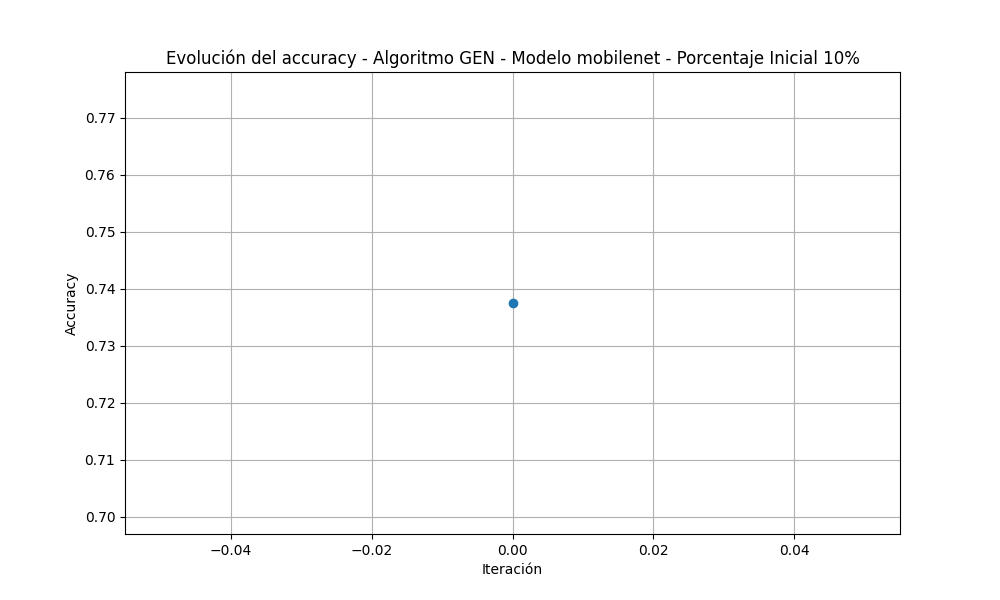 Evolución del accuracy - Algoritmo GEN - Modelo mobilenet - Porcentaje Inicial 10%
0.77
0.76
0.75
0.74
0.73
0.72
0.71
0.70
Accuracy
−0.04 −0.02 0.00 0.02 0.04
Iteración